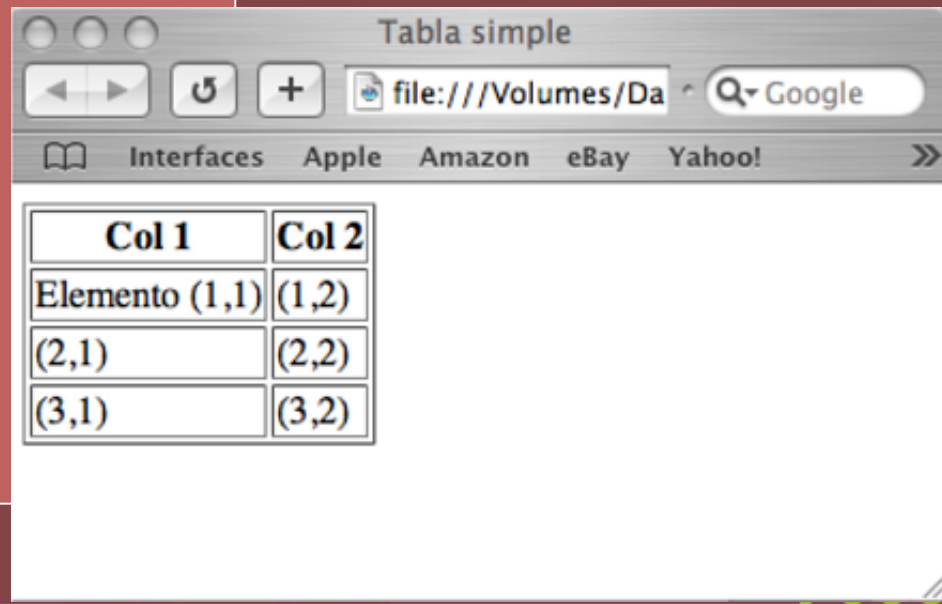 Tabla simple
file:///Volumes/Da Google
Interfaces Apple Amazon eBay Yahoo!
Col 1 Col 2
Elemento (1,1) (1,2)
(2,1) (2,2)
(3,1) (3,2)